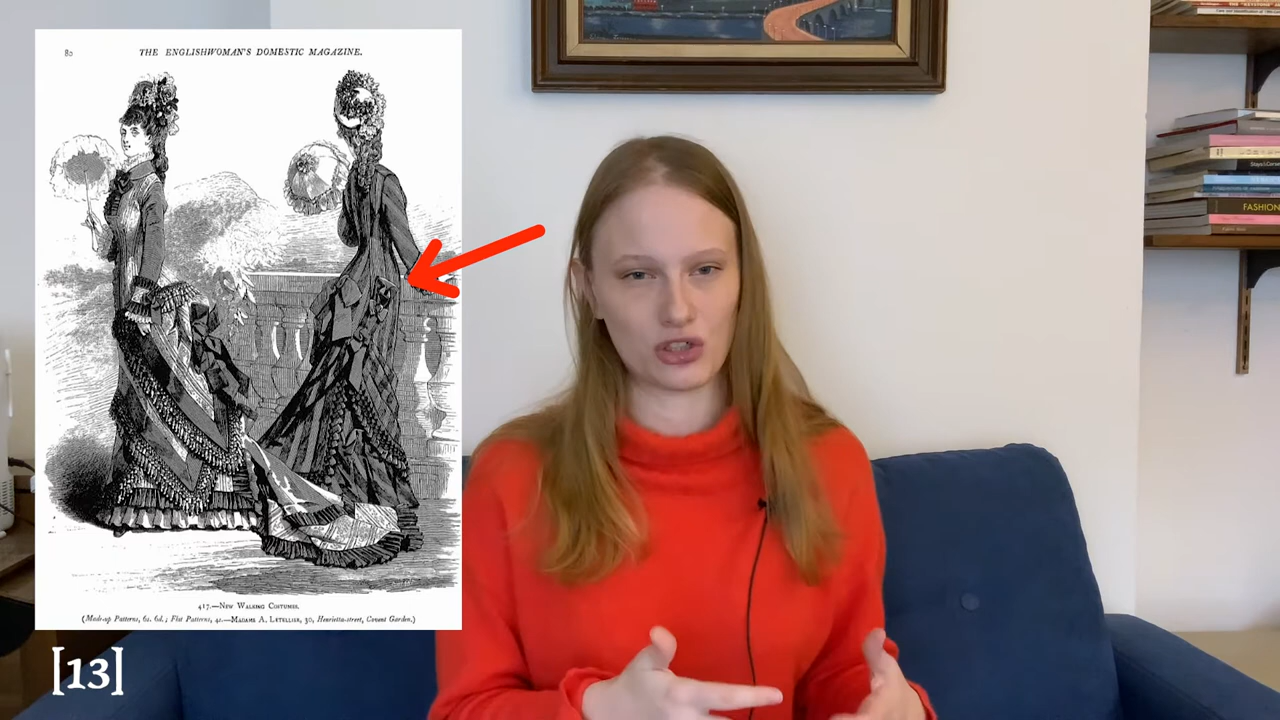 80 THE ENGLISHWOMAN'S DOMESTIC MAGAZINE.
417.—New Walking Costumes.
(Made-up Patterns, 6s. 6d.; Flat Patterns, 4s.—Madame A. Letellier, 30, Henrietta-street, Covent Garden.)
[13]
FASHION